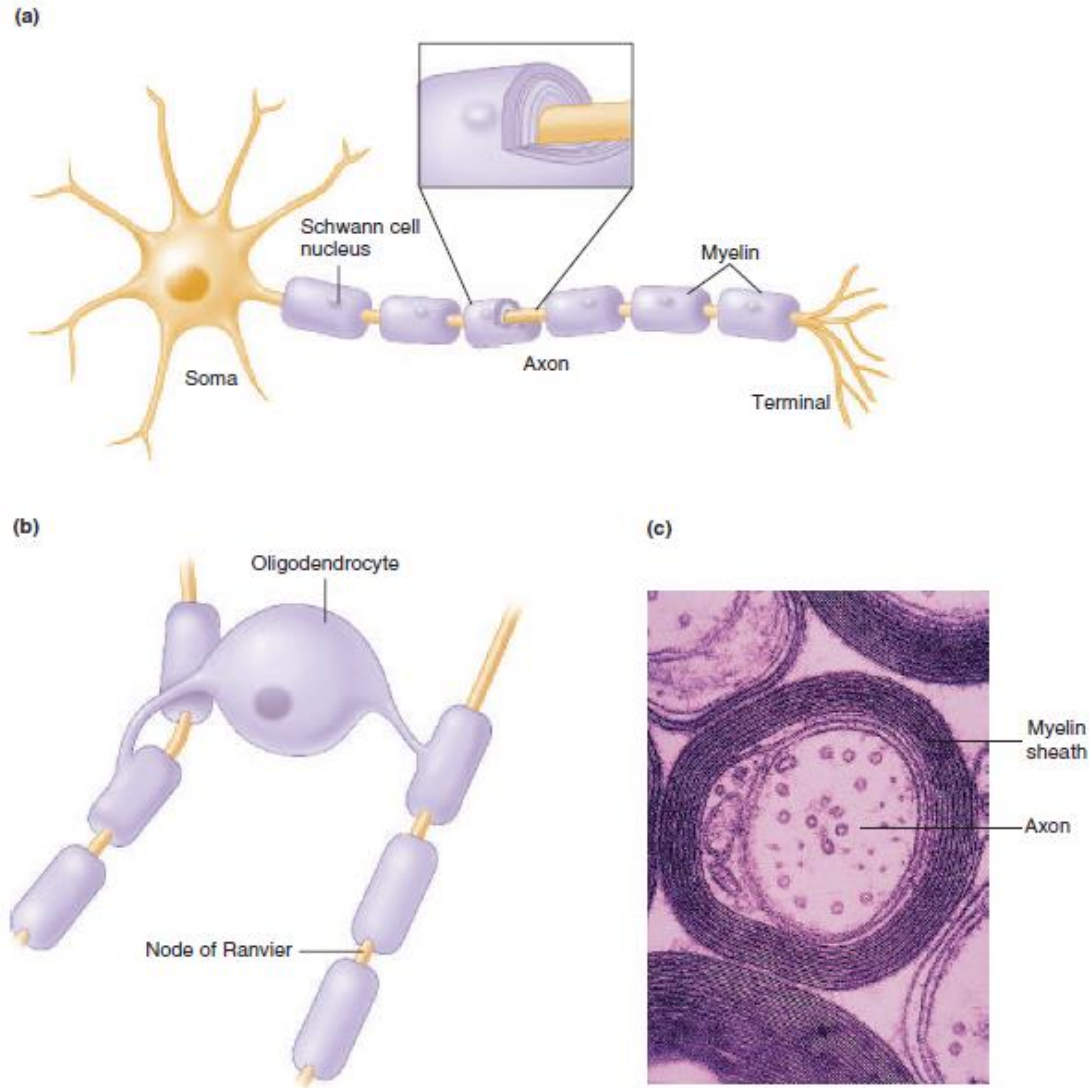 (a)
Schwann cell
nucleus
Myelin
Axon
Soma
Terminal
(b)
Oligodendrocyte
Node of Ranvier
(c)
Myelin
sheath
Axon